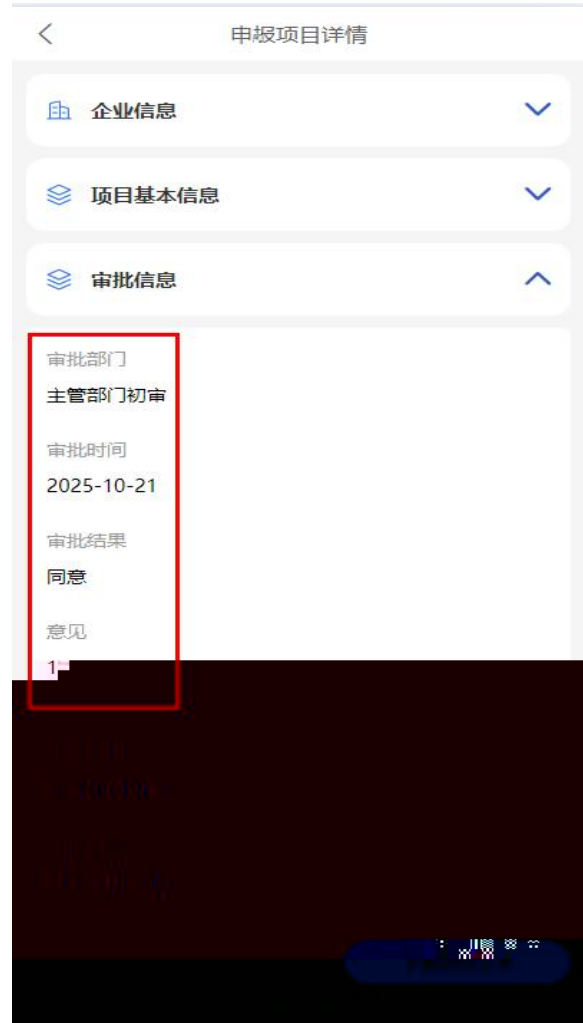 申报项目详情
企业信息
项目基本信息
审批信息
审批部门
主管部门初审
审批时间
2025-10-21
审批结果
同意
意见
1